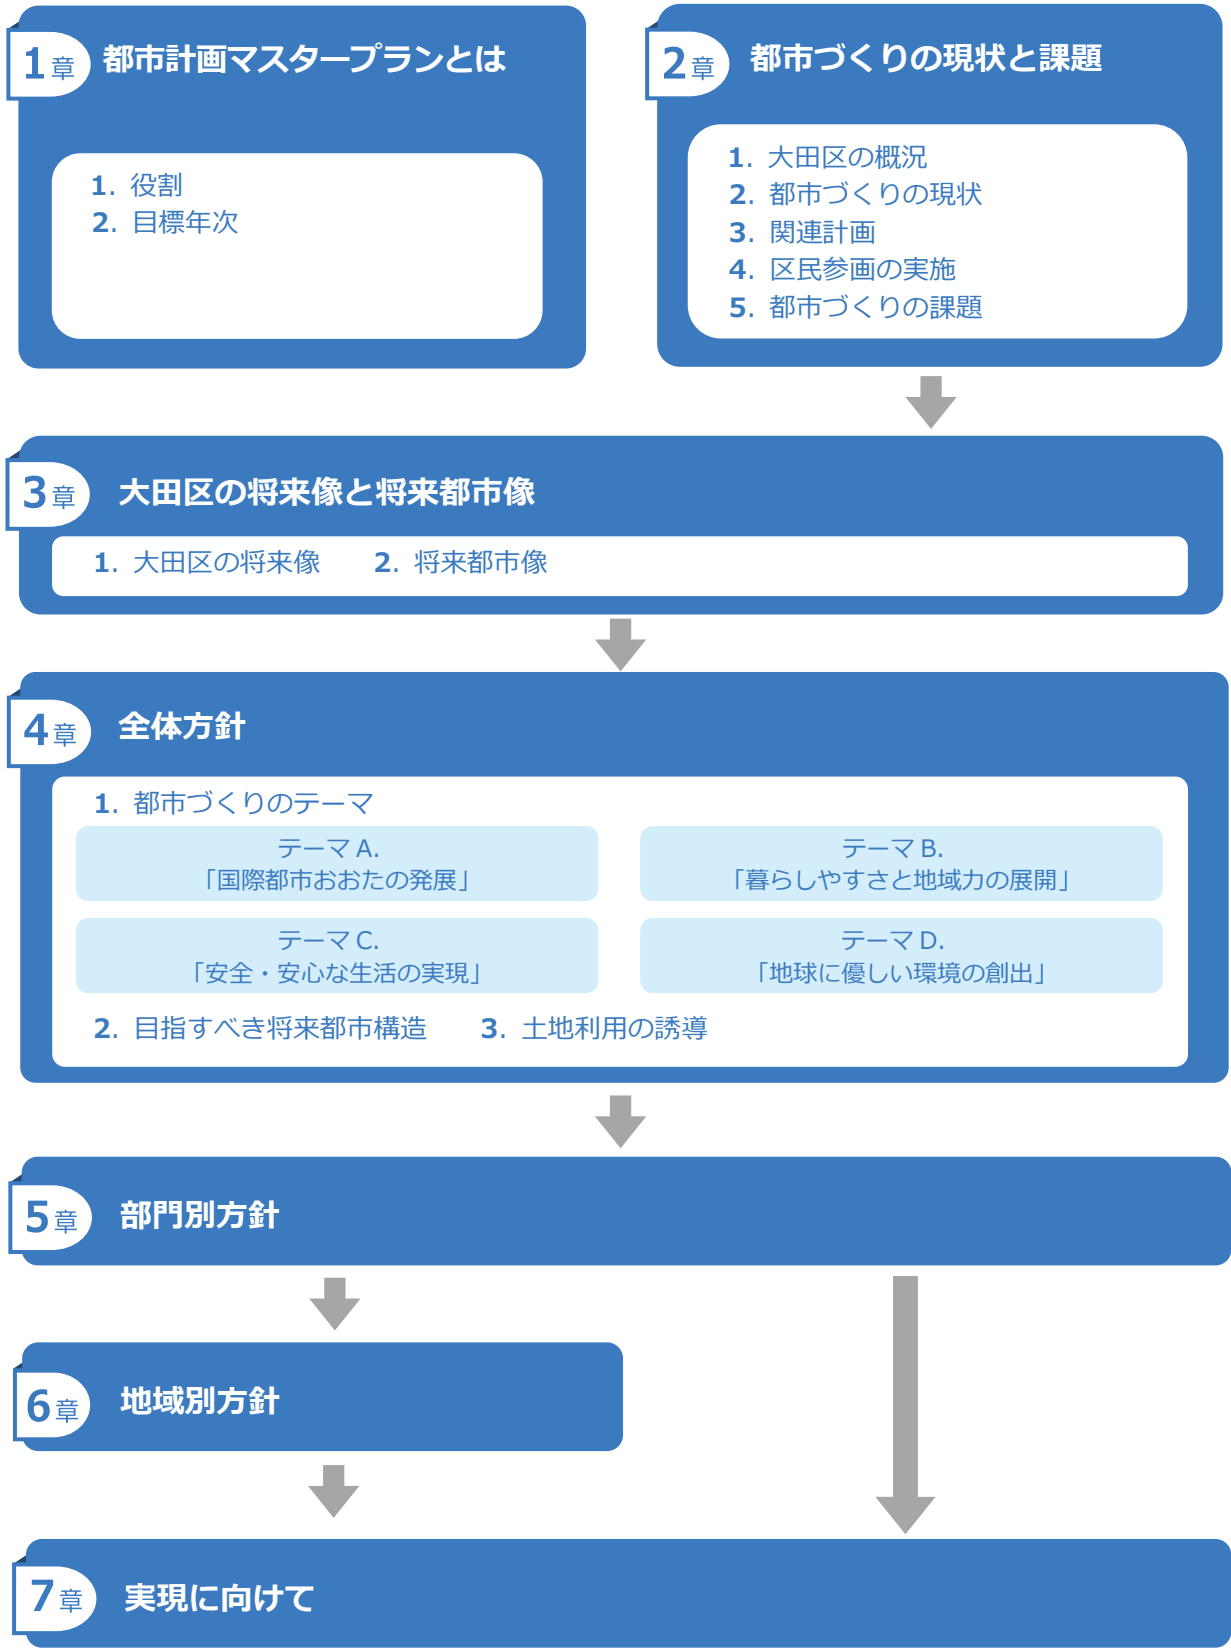 1章 都市計画マスタープランとは
1. 役割
2. 目標年次
2章 都市づくりの現状と課題
1. 大田区の概況
2. 都市づくりの現状
3. 関連計画
4. 区民参画の実施
5. 都市づくりの課題
3章 大田区の将来像と将来都市像
1. 大田区の将来像 2. 将来都市像
4章 全体方針
1. 都市づくりのテーマ
テーマ A.
「国際都市おおたの発展」
テーマ B.
「暮らしやすさと地域力の展開」
テーマ C.
「安全・安心な生活の実現」
テーマ D.
「地球に優しい環境の創出」
2. 目指すべき将来都市構造 3. 土地利用の誘導
5章 部門別方針
6章 地域別方針
7章 実現に向けて